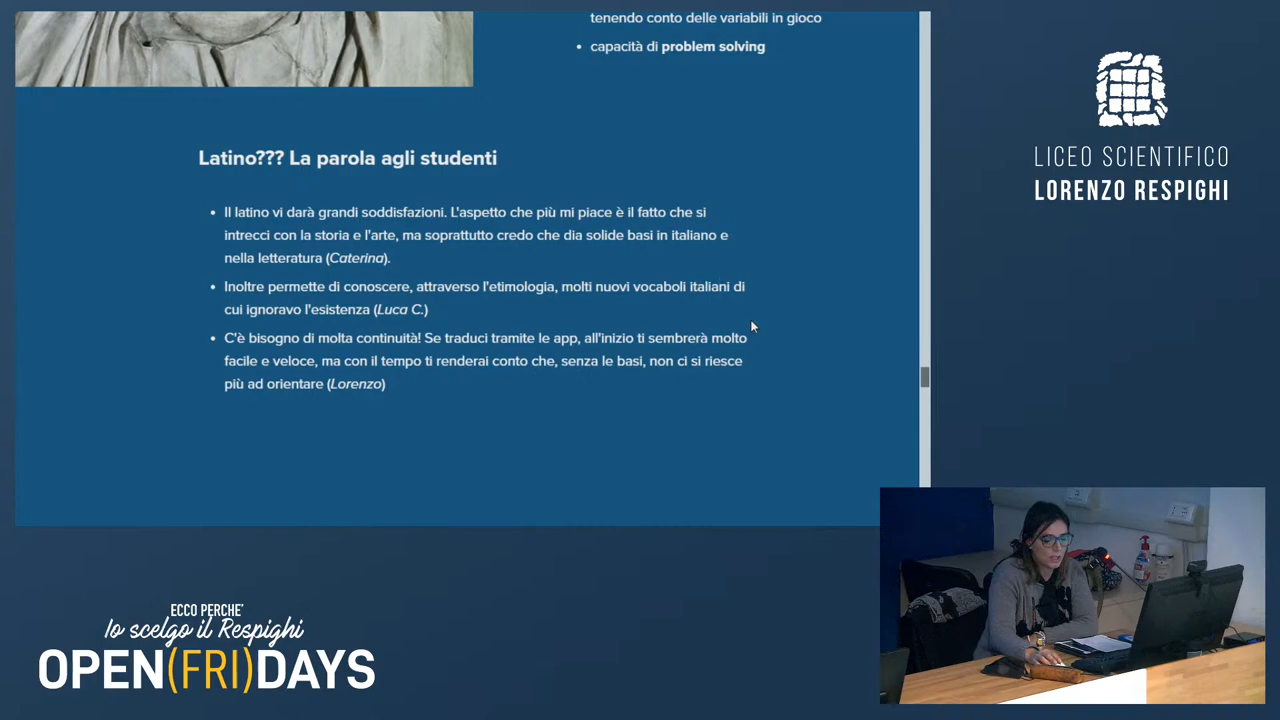 tenendo conto delle variabili in gioco
• capacità di problem solving
Latino??? La parola agli studenti
• Il latino vi darà grandi soddisfazioni. L'aspetto che più mi piace è il fatto che si
intrecci con la storia e l'arte, ma soprattutto credo che dia solide basi in italiano e
nella letteratura (Caterina).
• Inoltre permette di conoscere, attraverso l'etimologia, molti nuovi vocaboli italiani di
cui ignoravo l'esistenza (Luca C.)
• C'è bisogno di molta continuità! Se traduci tramite le app, all'inizio ti sembrerà molto
facile e veloce, ma con il tempo ti renderai conto che, senza le basi, non ci si riesce
più ad orientare (Lorenzo)
LICEO SCIENTIFICO
LORENZO RESPIGHI
ECCO PERCHE'
Io scelgo il Respighi
OPEN(FRI)DAYS